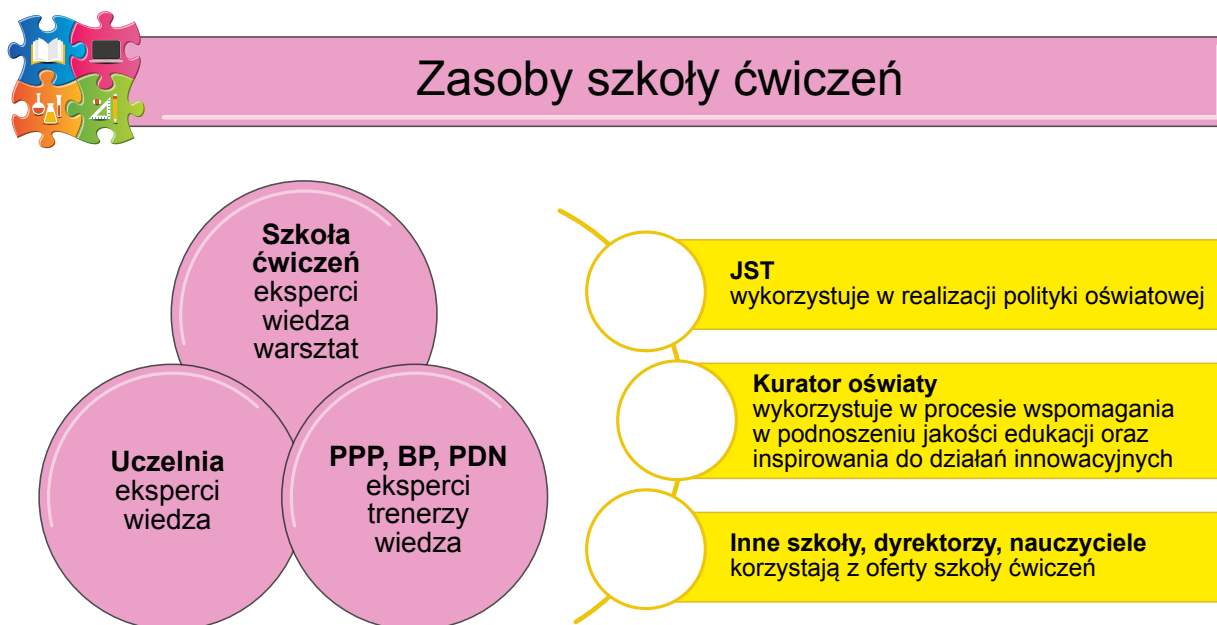 Zasoby szkoły ćwiczeń
Szkoła
ćwiczeń
eksperci
wiedza
warsztat
Uczelnia
eksperci
wiedza
PPP, BP, PDN
eksperci
trenerzy
wiedza
JST
wykorzystuje w realizacji polityki oświatowej
Kurator oświaty
wykorzystuje w procesie wspomagania
w podnoszeniu jakości edukacji oraz
inspirowania do działań innowacyjnych
Inne szkoły, dyrektorzy, nauczyciele
korzystają z oferty szkoły ćwiczeń